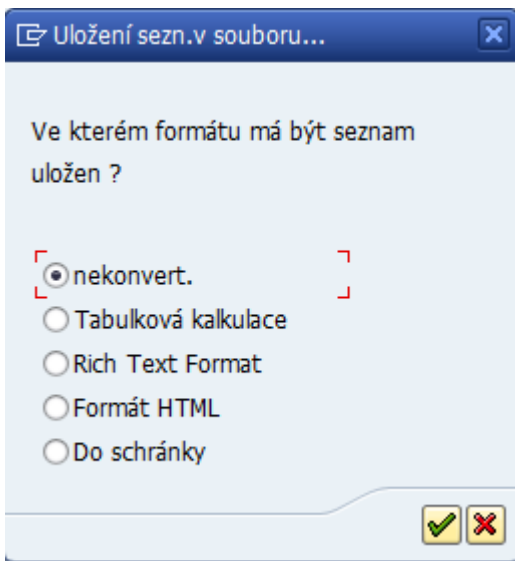 Uložení sezn.v souboru...
Ve kterém formátu má být seznam
uložen ?
nekonvert.
Tabulková kalkulace
Rich Text Format
Formát HTML
Do schránky